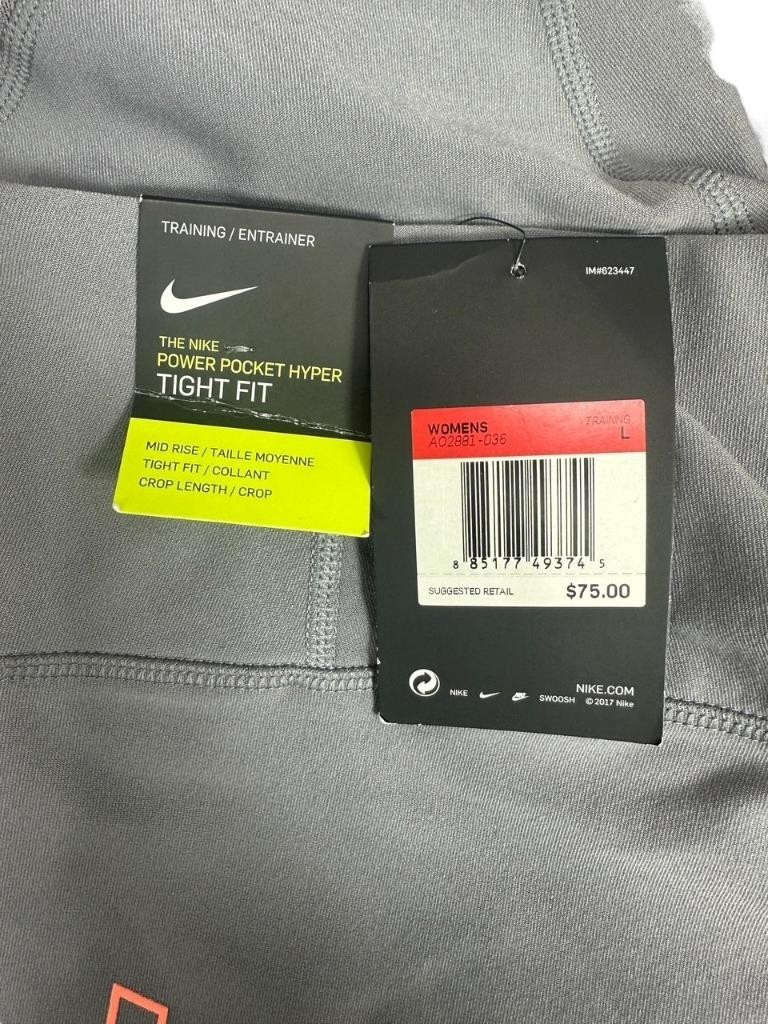 TRAINING / ENTRAINER
THE NIKE
POWER POCKET HYPER
TIGHT FIT
MID RISE / TAILLE MOYENNE
TIGHT FIT / COLLANT
CROP LENGTH / CROP
IM#623447
WOMENS TRAINNG
AO2881-036 L
8 85177 49374 5
SUGGESTED RETAIL $75.00
NIKE SWOOSH NIKE.COM
© 2017 Nike